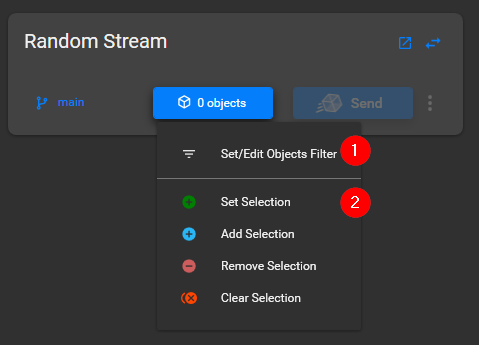 Random Stream
main
0 objects
Send
Set/Edit Objects Filter
1
Set Selection
2
Add Selection
Remove Selection
Clear Selection